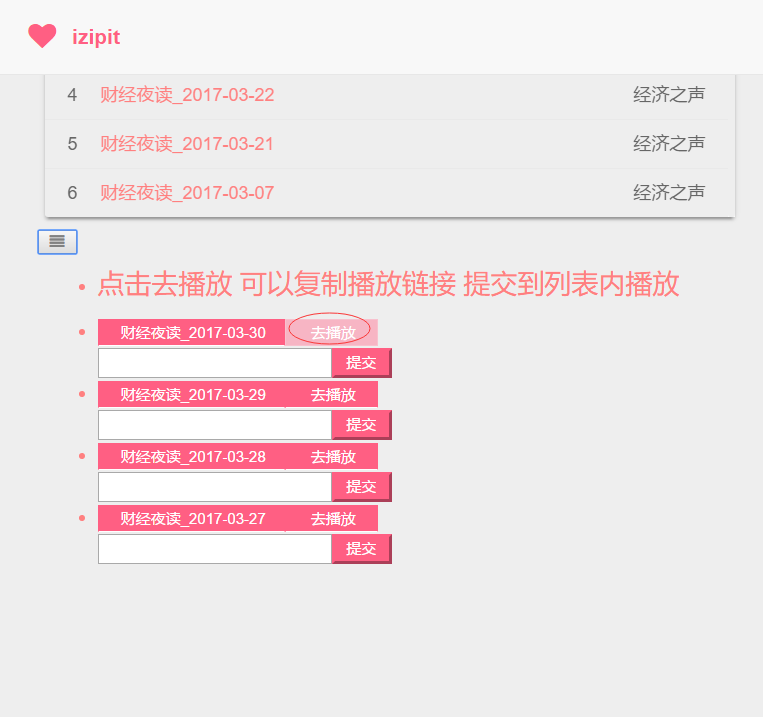 izipit
4 财经夜读_2017-03-22 经济之声
5 财经夜读_2017-03-21 经济之声
6 财经夜读_2017-03-07 经济之声
点击去播放 可以复制播放链接 提交到列表内播放
财经夜读_2017-03-30 去播放
提交
财经夜读_2017-03-29 去播放
提交
财经夜读_2017-03-28 去播放
提交
财经夜读_2017-03-27 去播放
提交